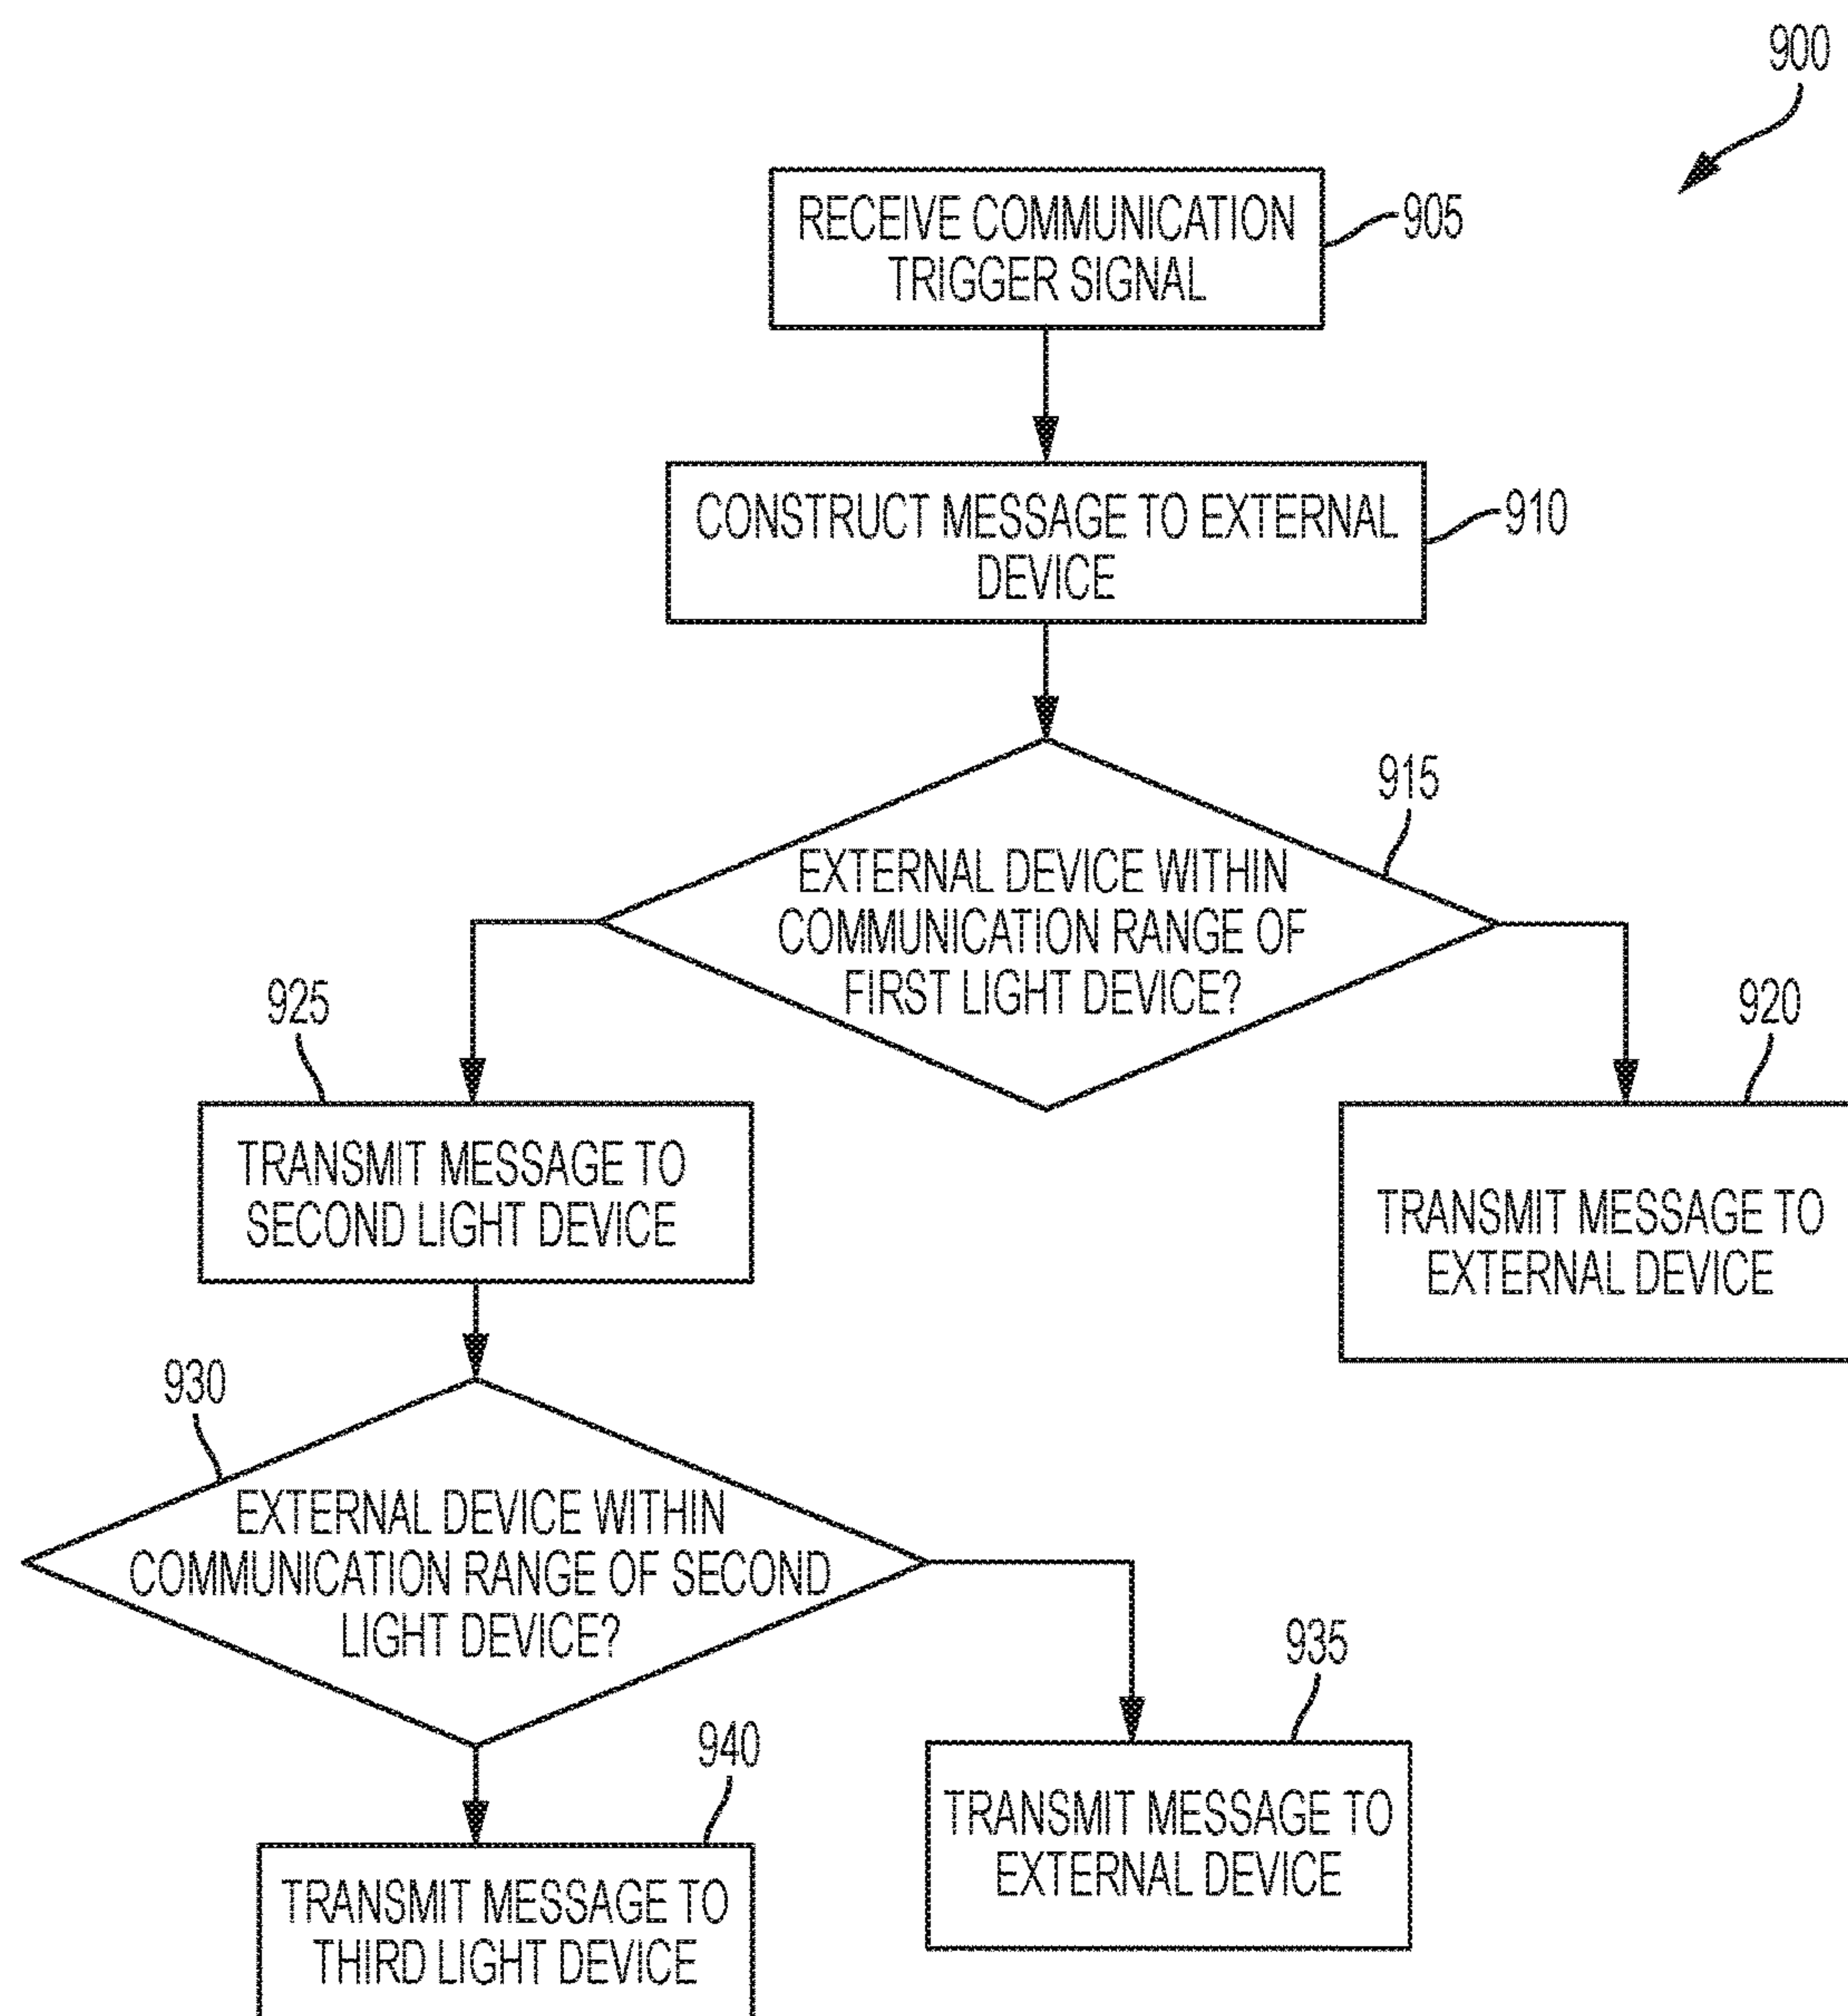 900
RECEIVE COMMUNICATION
TRIGGER SIGNAL
905
CONSTRUCT MESSAGE TO EXTERNAL
DEVICE
910
915
EXTERNAL DEVICE WITHIN
COMMUNICATION RANGE OF
FIRST LIGHT DEVICE?
925
920
TRANSMIT MESSAGE TO
SECOND LIGHT DEVICE
TRANSMIT MESSAGE TO
EXTERNAL DEVICE
930
EXTERNAL DEVICE WITHIN
COMMUNICATION RANGE OF SECOND
LIGHT DEVICE?
935
940
TRANSMIT MESSAGE TO
EXTERNAL DEVICE
TRANSMIT MESSAGE TO
THIRD LIGHT DEVICE